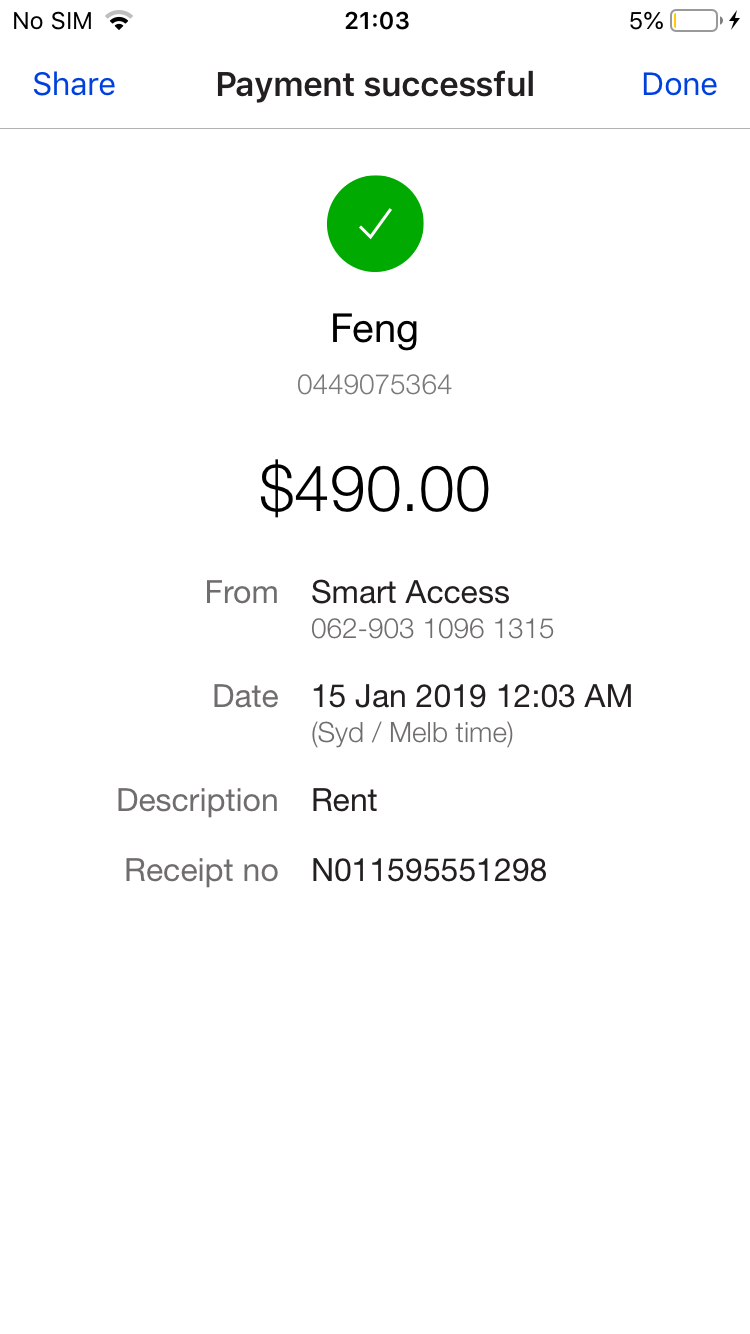 No SIM 21:03 5%
Share Payment successful Done
Feng
0449075364
$490.00
From Smart Access
062-903 1096 1315
Date 15 Jan 2019 12:03 AM
(Syd / Melb time)
Description Rent
Receipt no N011595551298